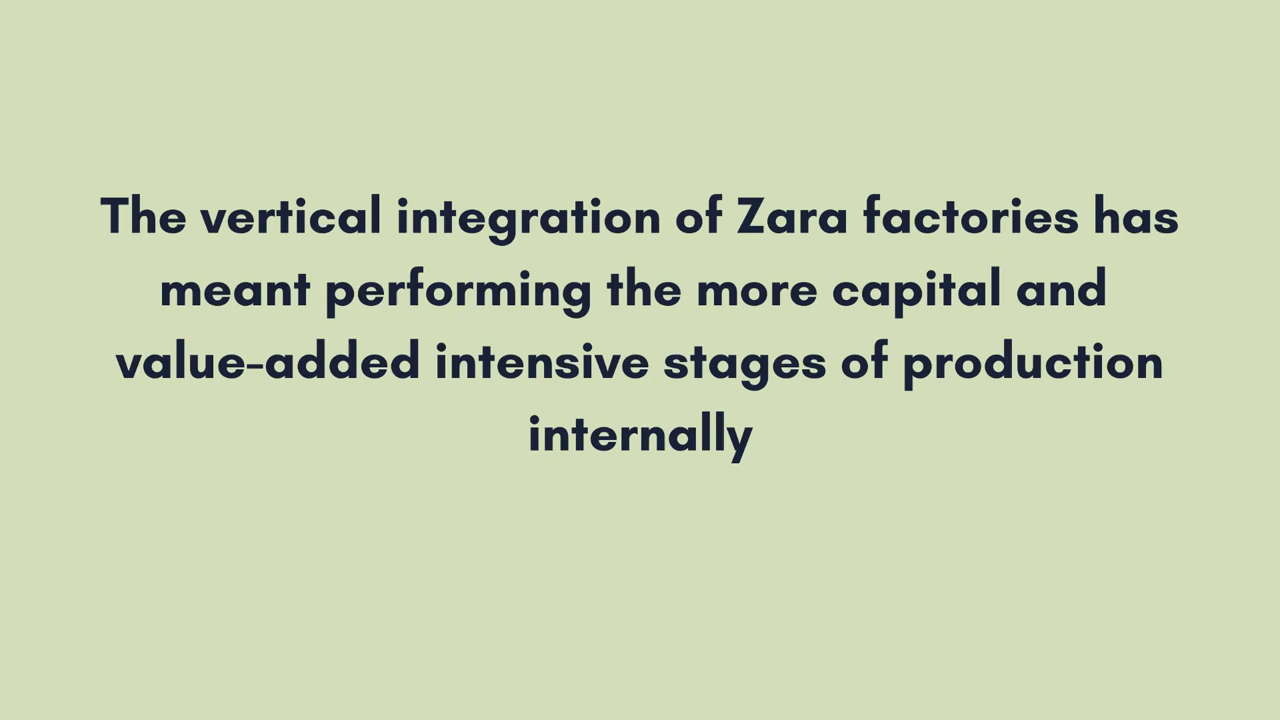 The vertical integration of Zara factories has
meant performing the more capital and
value-added intensive stages of production
internally